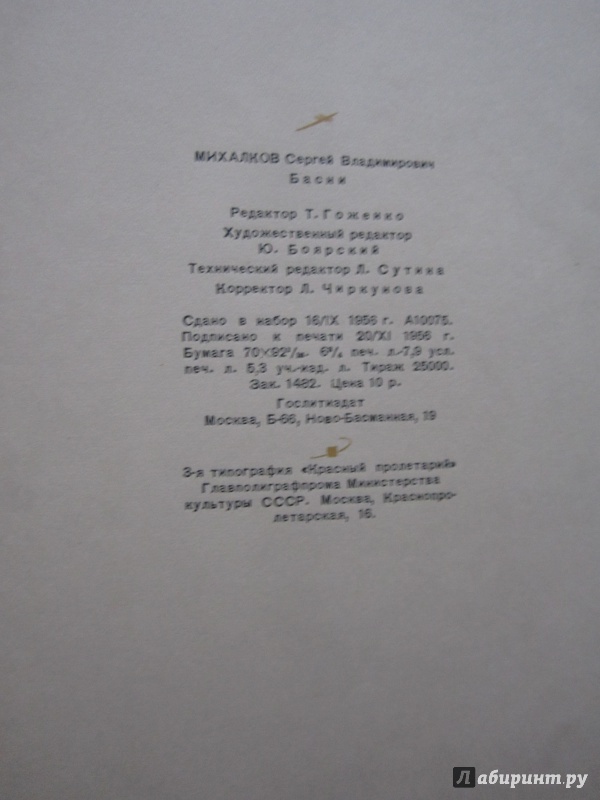 МИХАЛКОВ Сергей Владимирович
Басни
Редактор Т. Гоженко
Художественный редактор
Ю. Боярский
Технический редактор Л. Сутина
Корректор Л. Чиркунова
Сдано в набор 16/IX 1956 г. А10075.
Подписано к печати 20/XI 1956 г.
Бумага 70×92¹/₁₆. 6³/₄ печ. л.-7,9 усл.
печ. л. 5,3 уч.-изд. л. Тираж 25000.
Зак. 1482. Цена 10 р.
Гослитиздат
Москва, Б-66, Ново-Басманная, 19
3-я типография «Красный пролетарий»
Главполиграфпрома Министерства
культуры СССР. Москва, Краснопро-
летарская, 16.
Лабиринт.ру